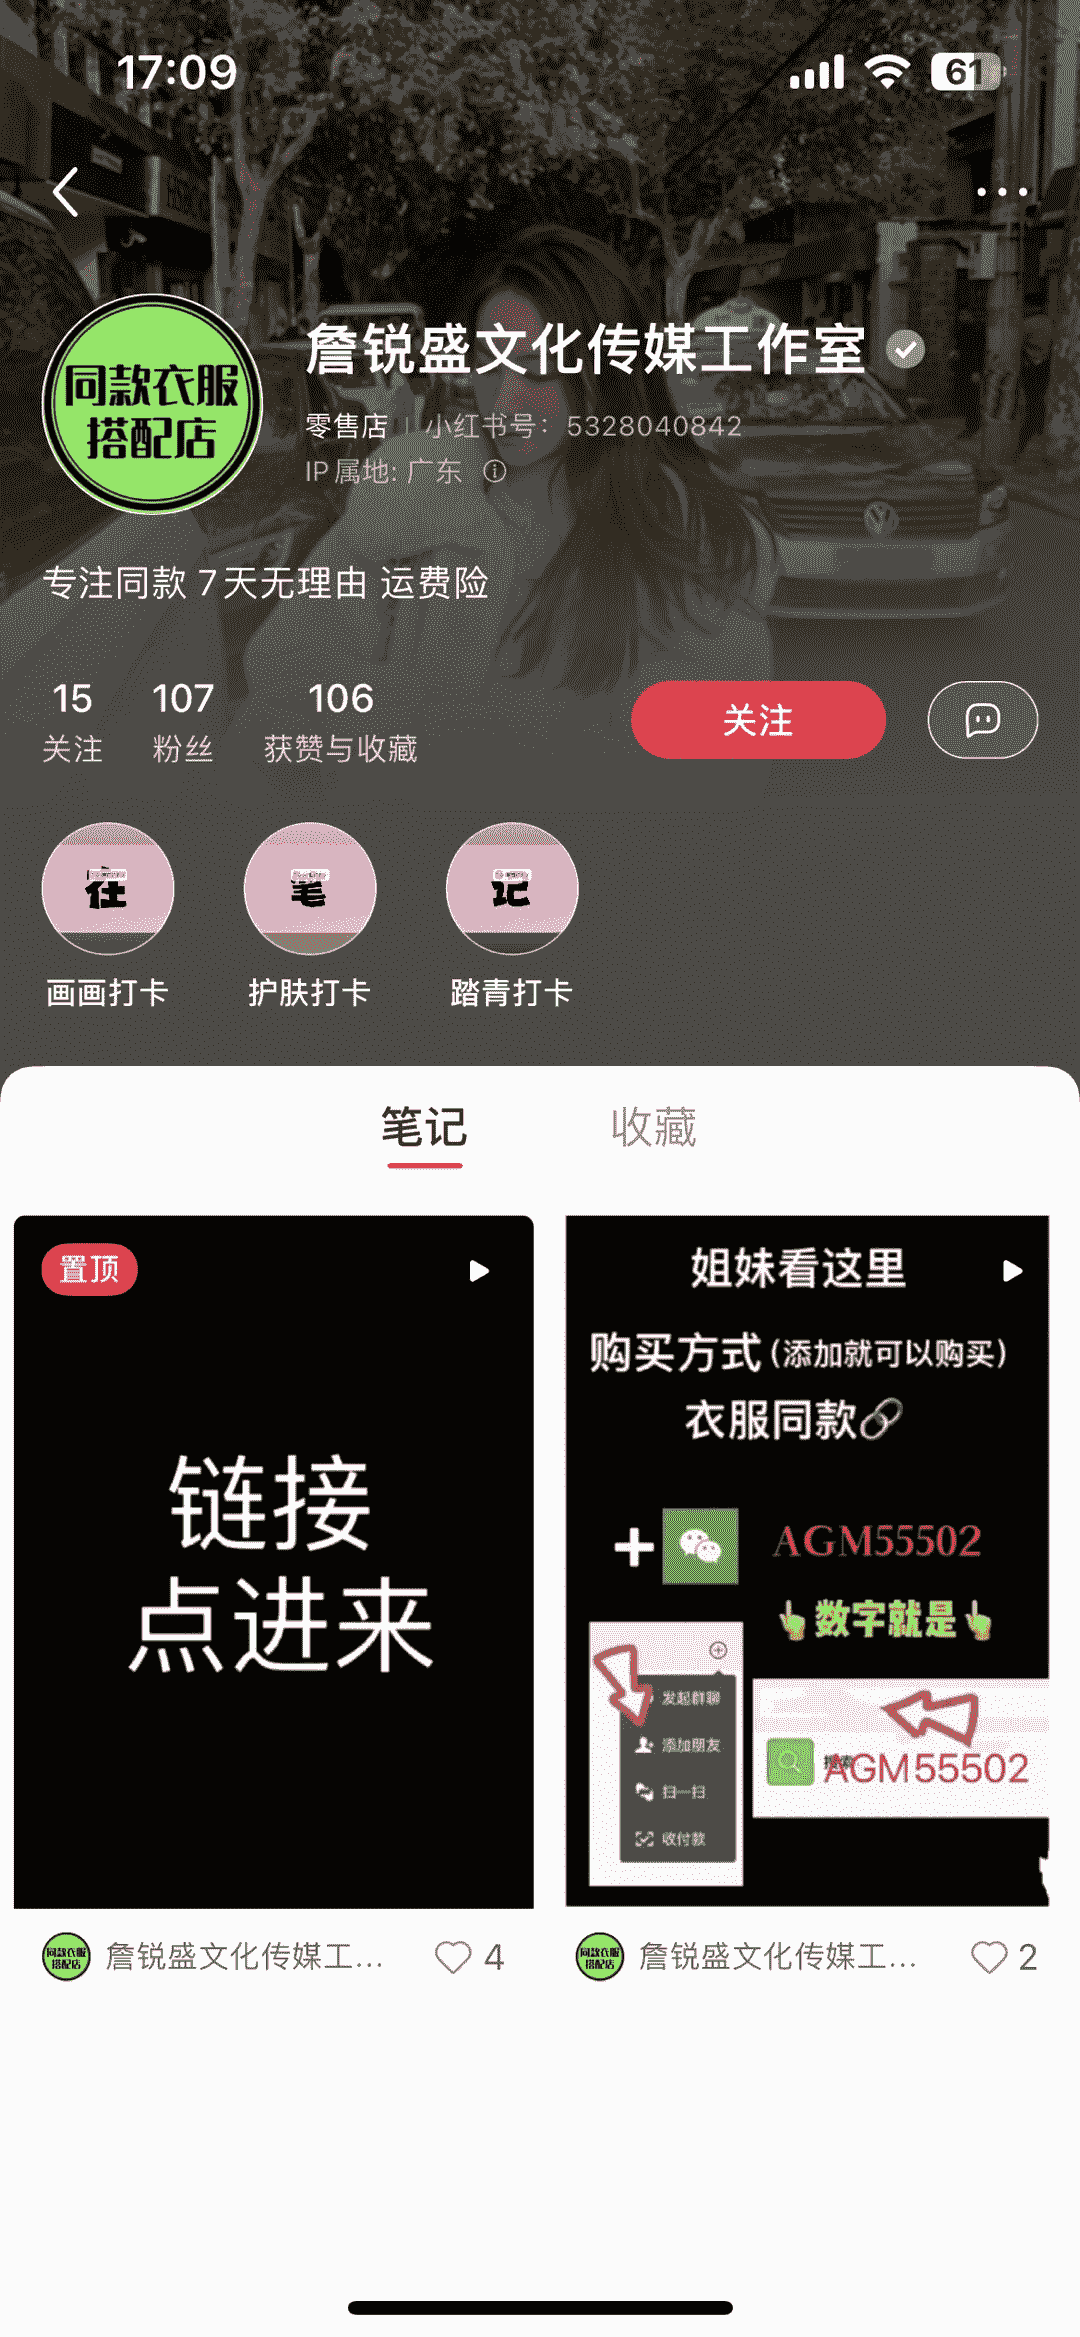 17:09
61
同款衣服
搭配店
詹锐盛文化传媒工作室
零售店 | 小红书号：5328040842
IP属地: 广东
专注同款 7天无理由 运费险
15 107 106
关注 粉丝 获赞与收藏
关注
在 笔 记
画画打卡 护肤打卡 踏青打卡
笔记 收藏
置顶
链接
点进来
姐妹看这里
购买方式(添加就可以购买)
衣服同款
+ AGM55502
数字就是
发起群聊
添加朋友
扫一扫
收付款
AGM55502
同款衣服
搭配店
詹锐盛文化传媒工...
4
同款衣服
搭配店
詹锐盛文化传媒工...
2